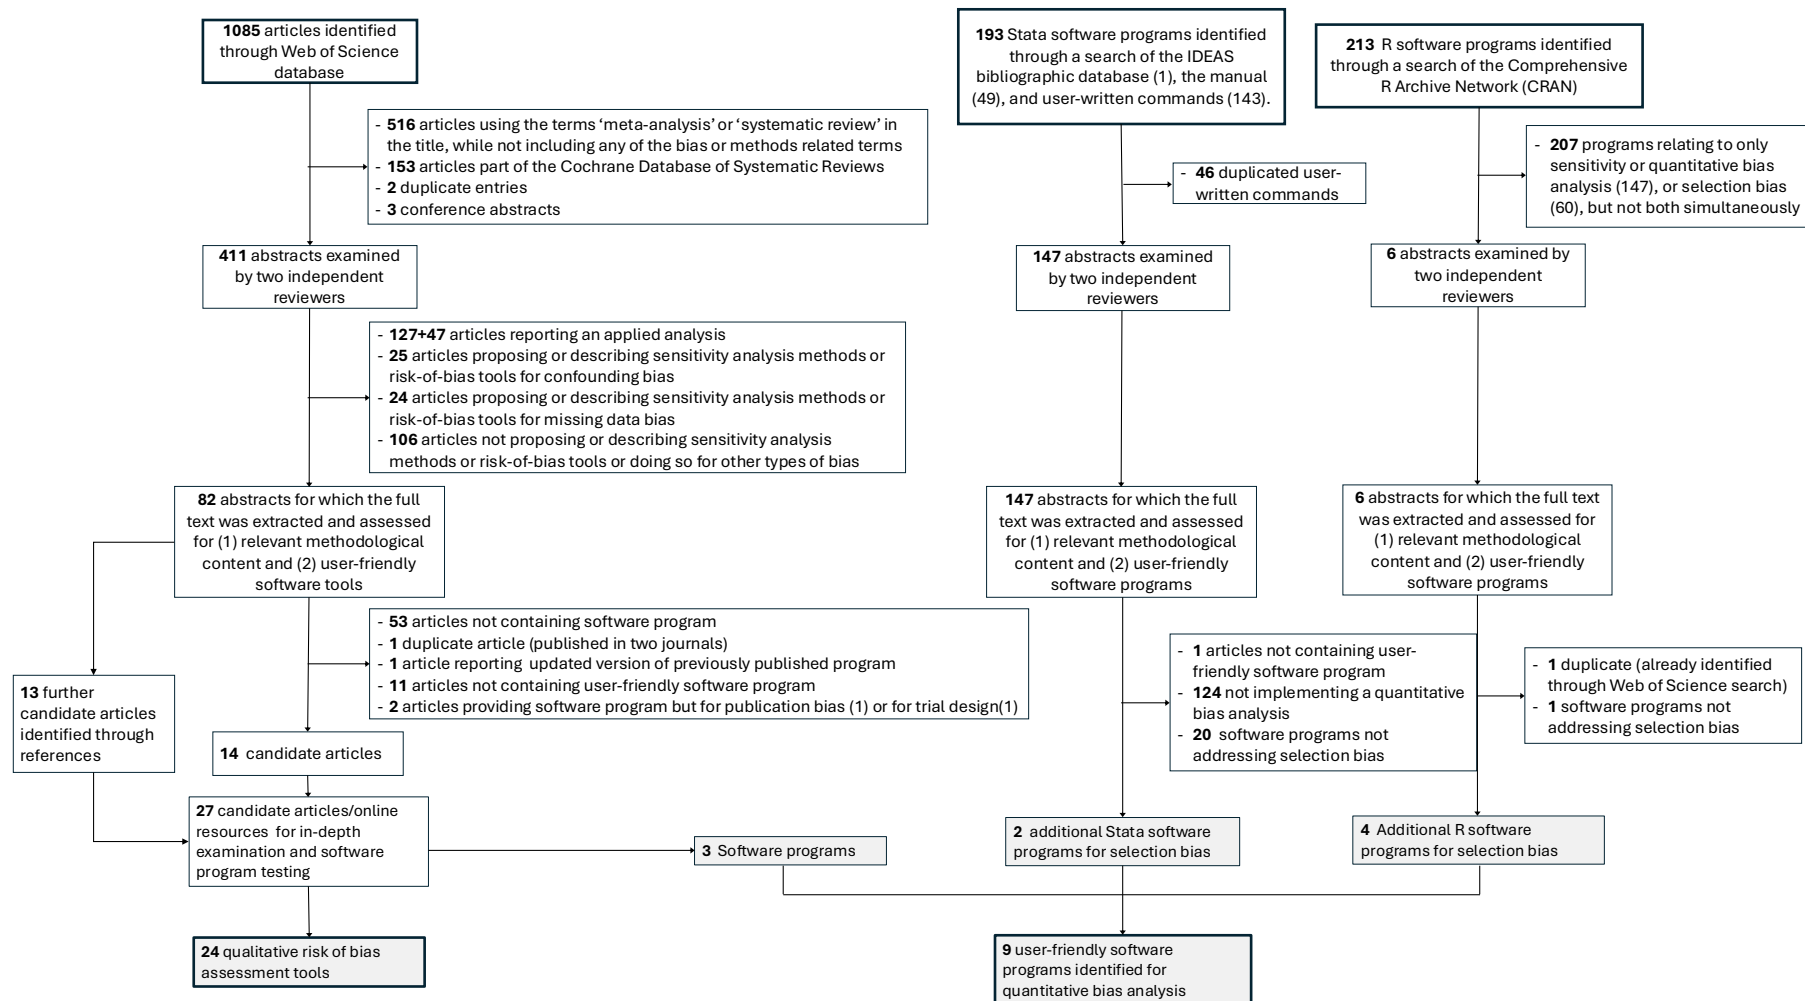 1085 articles identified
through Web of Science
database
193 Stata software programs identified
through a search of the IDEAS
bibliographic database (1), the manual
(49), and user-written commands (143).
213 R software programs identified
through a search of the Comprehensive
R Archive Network (CRAN)
- 516 articles using the terms ‘meta-analysis’ or ‘systematic review’ in
the title, while not including any of the bias or methods related terms
- 153 articles part of the Cochrane Database of Systematic Reviews
- 2 duplicate entries
- 3 conference abstracts
- 46 duplicated user-
written commands
- 207 programs relating to only
sensitivity or quantitative bias
analysis (147), or selection bias
(60), but not both simultaneously
411 abstracts examined
by two independent
reviewers
147 abstracts examined
by two independent
reviewers
6 abstracts examined by
two independent
reviewers
- 127+47 articles reporting an applied analysis
- 25 articles proposing or describing sensitivity analysis methods or
risk-of-bias tools for confounding bias
- 24 articles proposing or describing sensitivity analysis methods or
risk-of-bias tools for missing data bias
- 106 articles not proposing or describing sensitivity analysis
methods or risk-of-bias tools or doing so for other types of bias
82 abstracts for which the full
text was extracted and assessed
for (1) relevant methodological
content and (2) user-friendly
software tools
147 abstracts for which the full
text was extracted and assessed
for (1) relevant methodological
content and (2) user-friendly
software programs
6 abstracts for which the full text
was extracted and assessed for
(1) relevant methodological
content and (2) user-friendly
software programs
- 53 articles not containing software program
- 1 duplicate article (published in two journals)
- 1 article reporting updated version of previously published program
- 11 articles not containing user-friendly software program
- 2 articles providing software program but for publication bias (1) or for trial design(1)
- 1 articles not containing user-
friendly software program
- 124 not implementing a quantitative
bias analysis
- 20 software programs not
addressing selection bias
- 1 duplicate (already identified
through Web of Science search)
- 1 software programs not
addressing selection bias
13 further
candidate articles
identified through
references
14 candidate articles
27 candidate articles/online
resources for in-depth
examination and software
program testing
3 Software programs
2 additional Stata software
programs for selection bias
4 Additional R software
programs for selection bias
24 qualitative risk of bias
assessment tools
9 user-friendly software
programs identified for
quantitative bias analysis